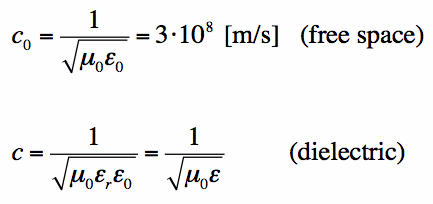 c₀ = 1/√(μ₀ε₀) = 3·10⁸ [m/s] (free space)
c = 1/√(μ₀εᵣε₀) = 1/√(μ₀ε) (dielectric)